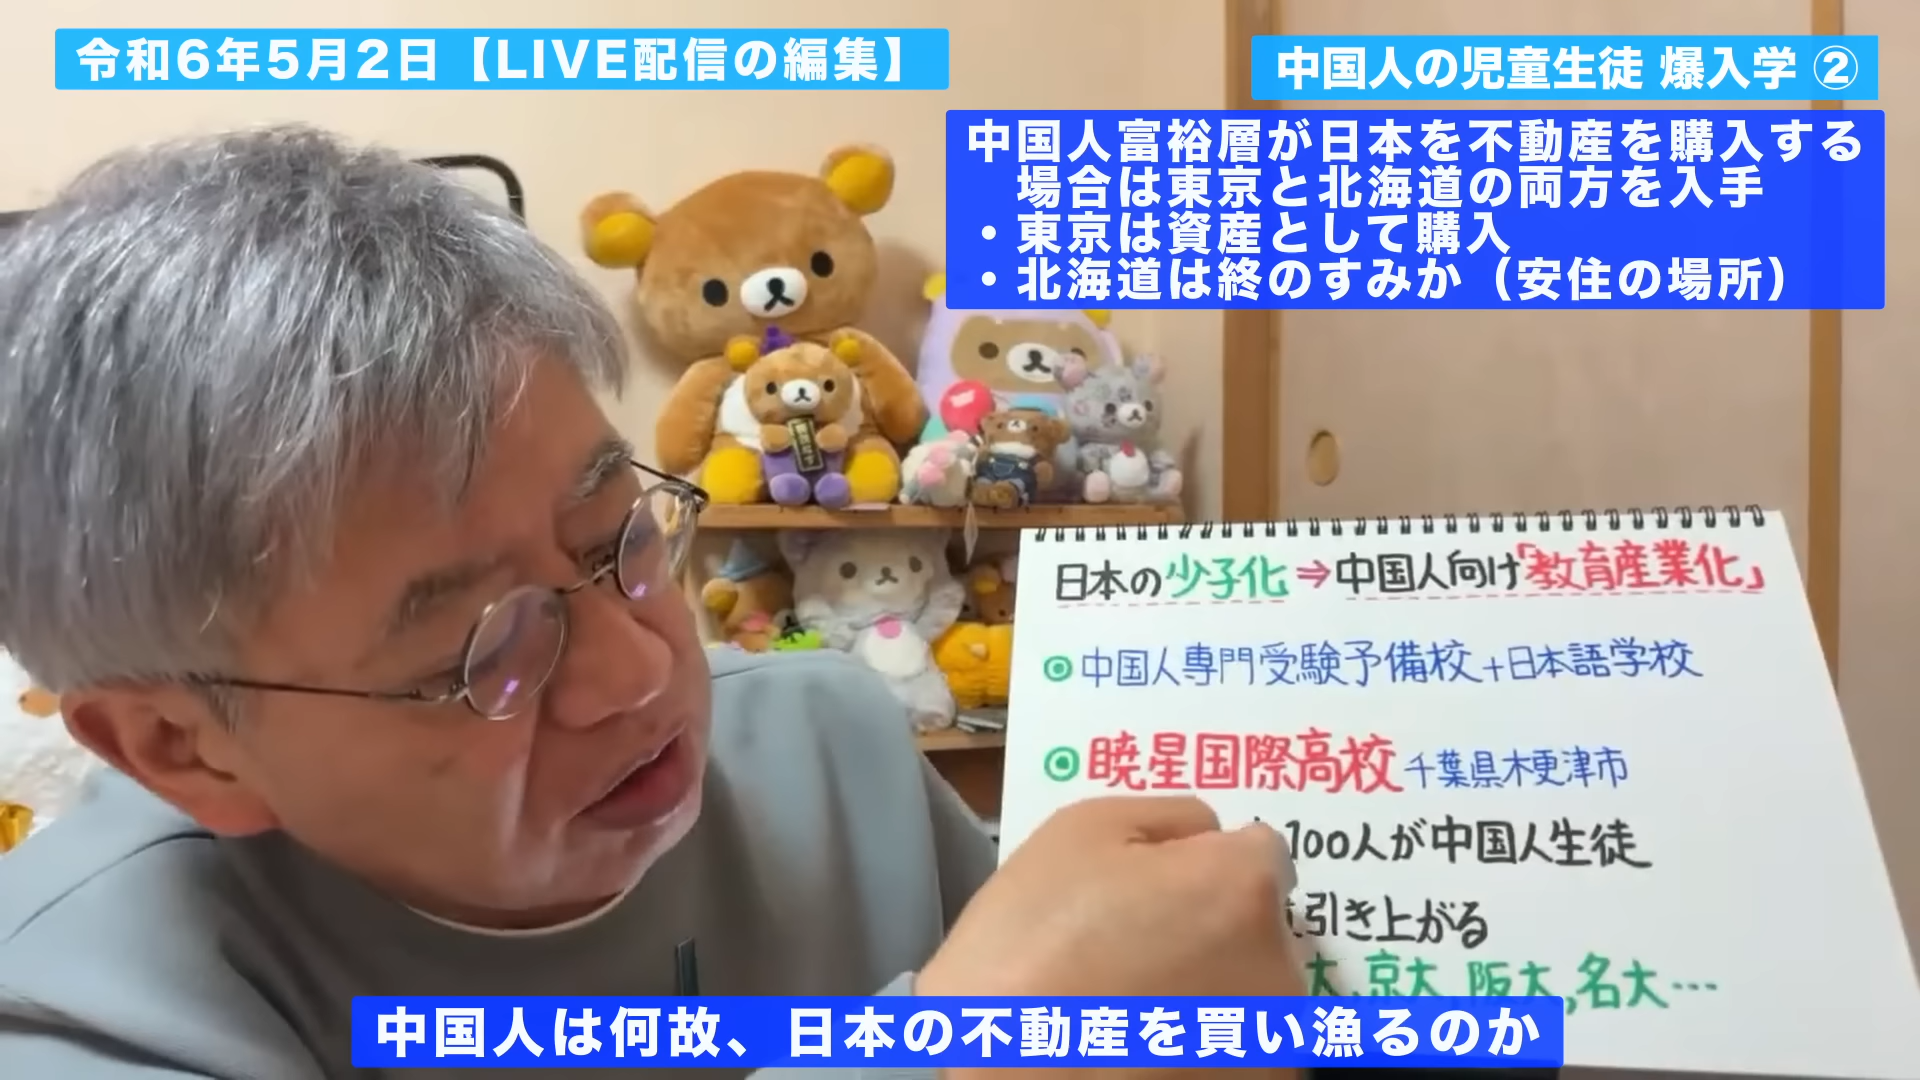 令和6年5月2日【LIVE配信の編集】
中国人の児童生徒 爆入学 ②
中国人富裕層が日本を不動産を購入する
場合は東京と北海道の両方を入手
・東京は資産として購入
・北海道は終のすみか（安住の場所）
日本の少子化⇒中国人向け「教育産業化」
◎中国人専門受験予備校+日本語学校
◎暁星国際高校 千葉県木更津市
100人が中国人生徒
引き上がる
大、京大、阪大、名大…
中国人は何故、日本の不動産を買い漁るのか